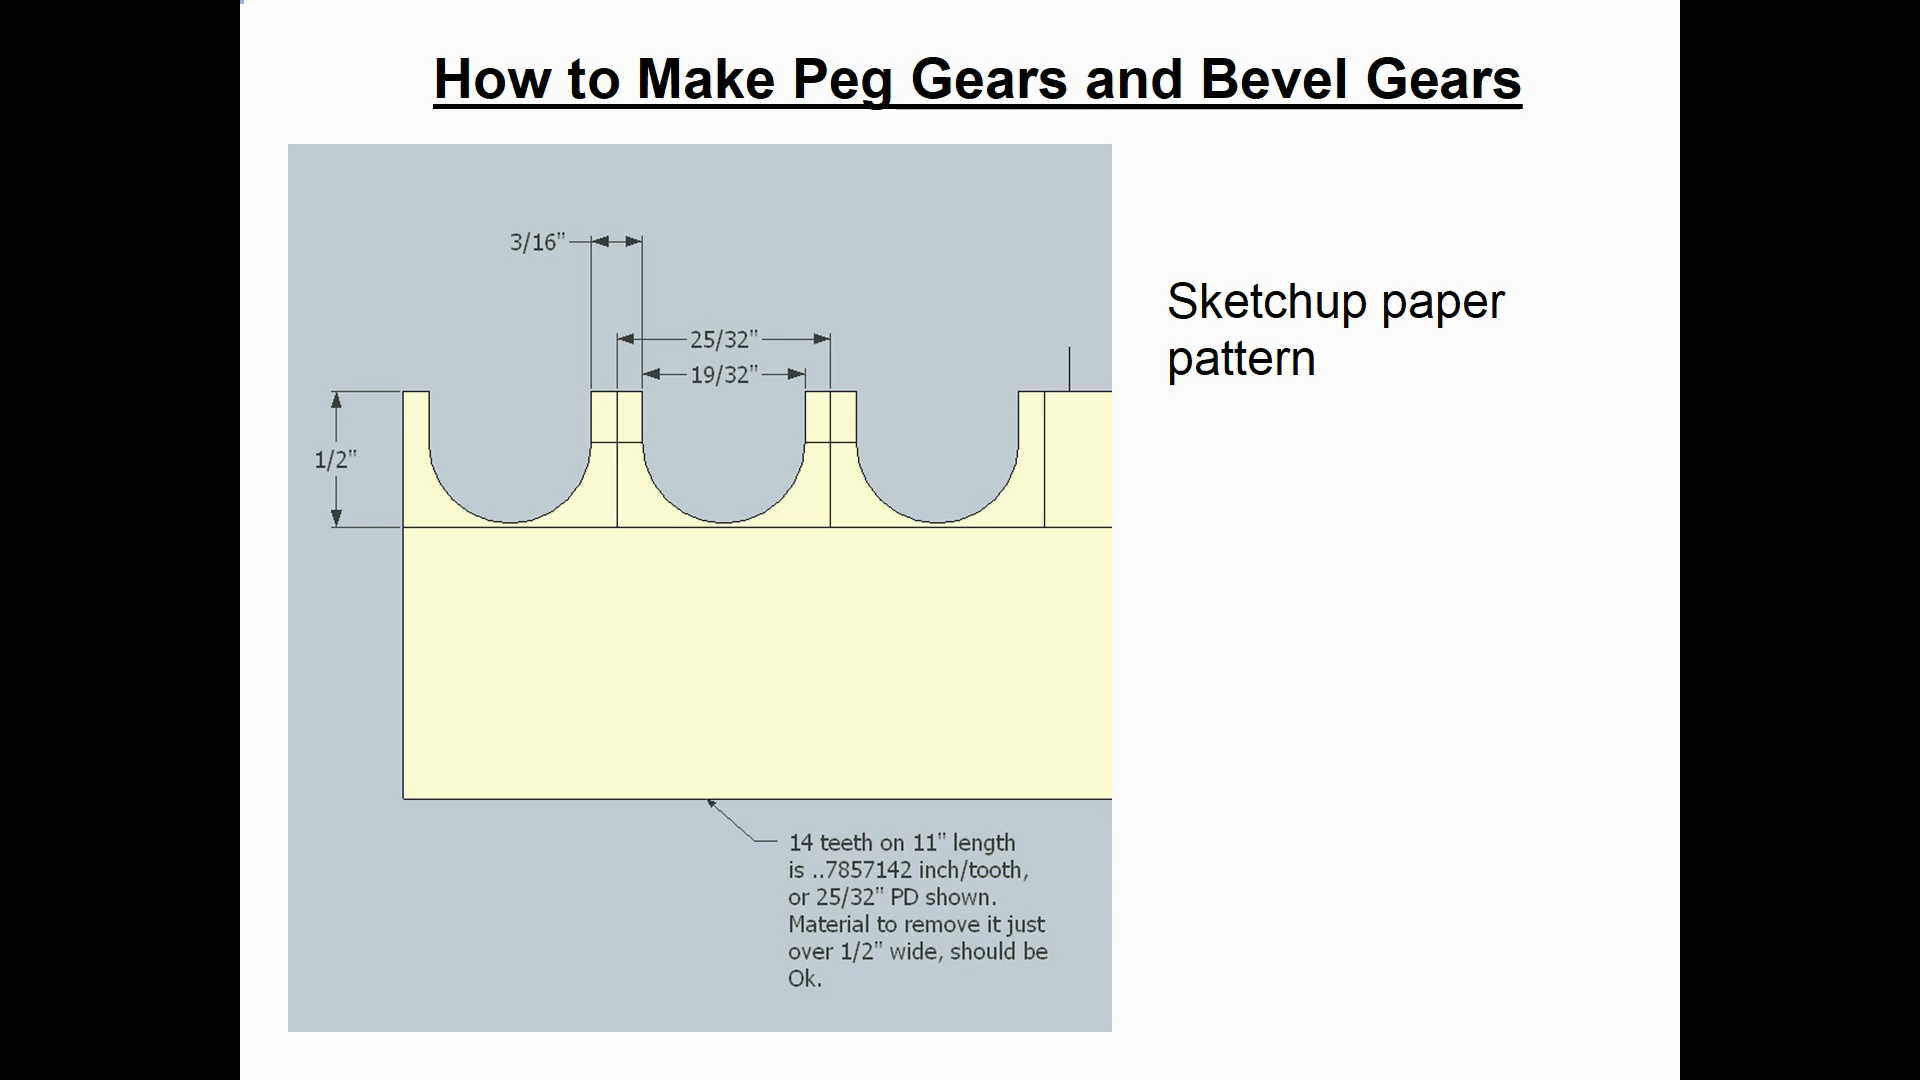 How to Make Peg Gears and Bevel Gears
3/16"
25/32"
19/32"
1/2"
Sketchup paper
pattern
14 teeth on 11" length
is ..7857142 inch/tooth,
or 25/32" PD shown.
Material to remove it just
over 1/2" wide, should be
Ok.